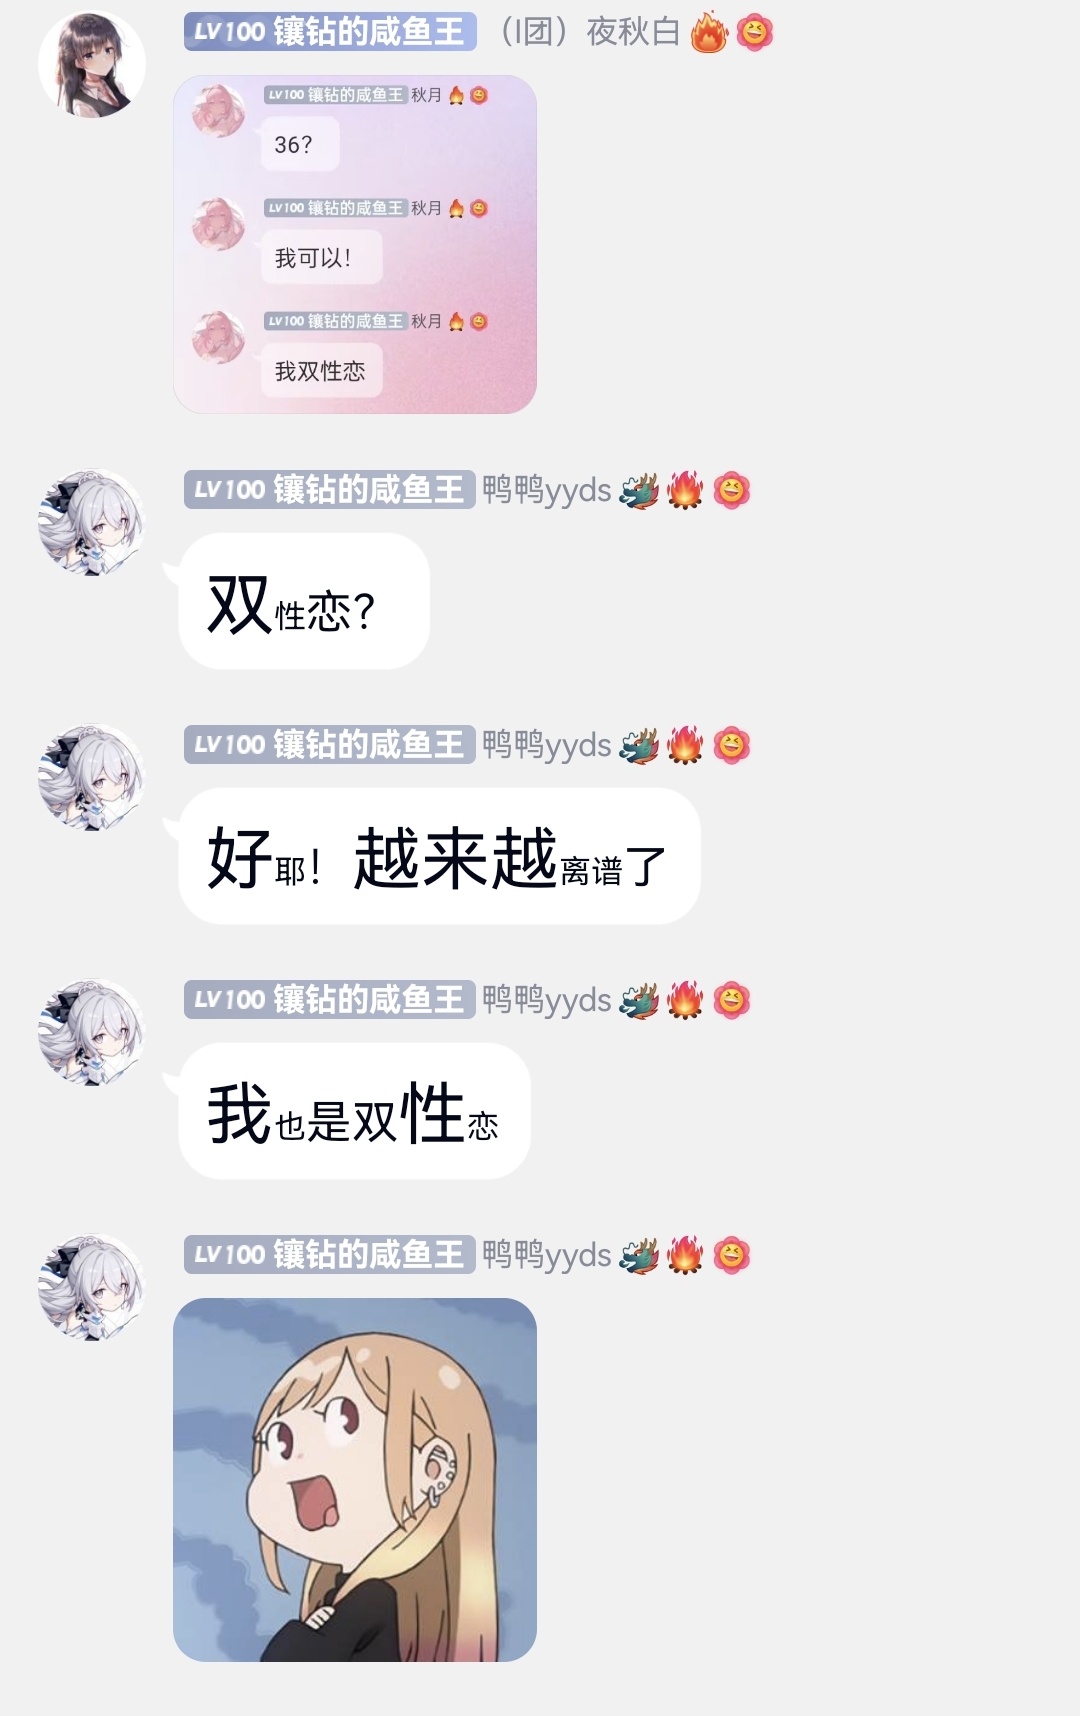 LV100 镶钻的咸鱼王 （I团）夜秋白
LV100 镶钻的咸鱼王 秋月
36？
LV100 镶钻的咸鱼王 秋月
我可以！
LV100 镶钻的咸鱼王 秋月
我双性恋
LV100 镶钻的咸鱼王 鸭鸭yyds
双性恋？
LV100 镶钻的咸鱼王 鸭鸭yyds
好耶！越来越离谱了
LV100 镶钻的咸鱼王 鸭鸭yyds
我也是双性恋
LV100 镶钻的咸鱼王 鸭鸭yyds